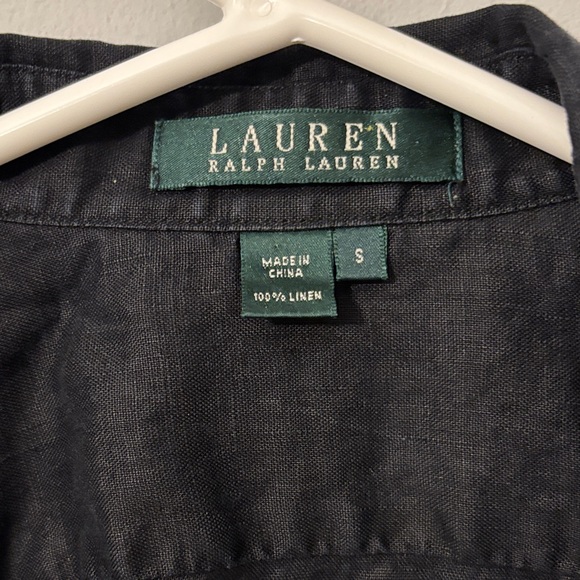 LAUREN
RALPH LAUREN
MADE IN
CHINA
100% LINEN
S